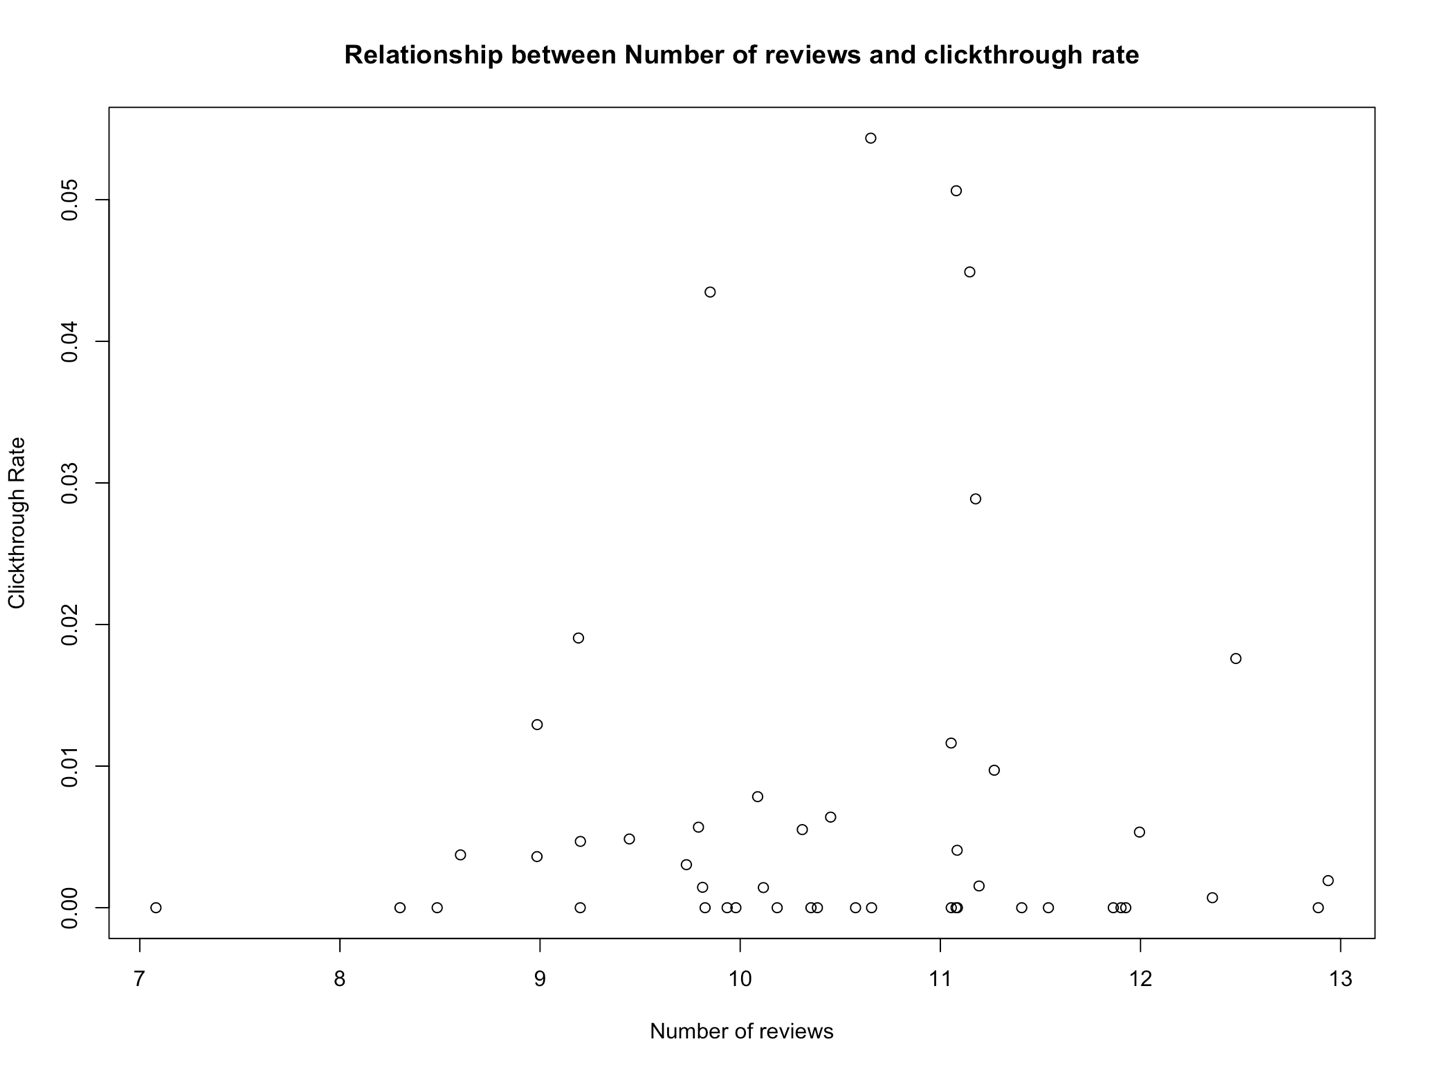 Relationship between Number of reviews and clickthrough rate
Clickthrough Rate
0.05
0.04
0.03
0.02
0.01
0.00
7 8 9 10 11 12 13
Number of reviews